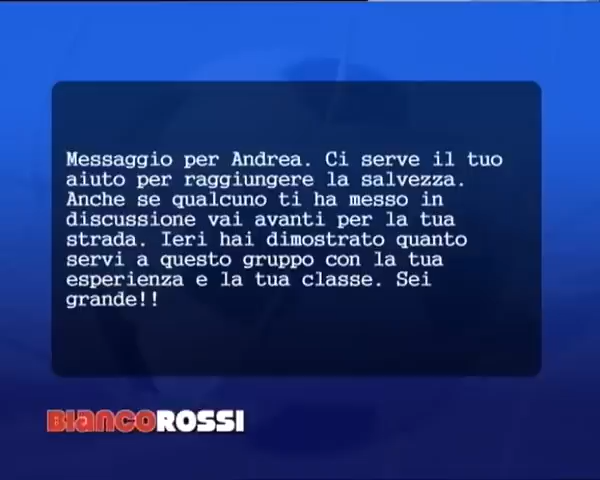 Messaggio per Andrea. Ci serve il tuo
aiuto per raggiungere la salvezza.
Anche se qualcuno ti ha messo in
discussione vai avanti per la tua
strada. Ieri hai dimostrato quanto
servi a questo gruppo con la tua
esperienza e la tua classe. Sei
grande!!
BIANCOROSSI